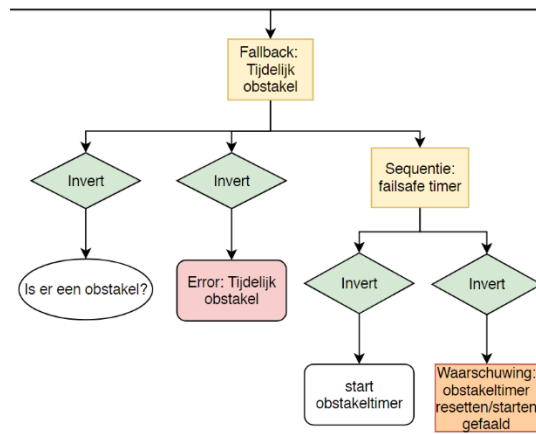 Fallback:
Tijdelijk
obstakel
Invert
Invert
Sequentie:
failsafe timer
Is er een obstakel?
Error: Tijdelijk
obstakel
Invert
Invert
start
obstakeltimer
Waarschuwing:
obstakeltimer
resetten/starten
gefaald